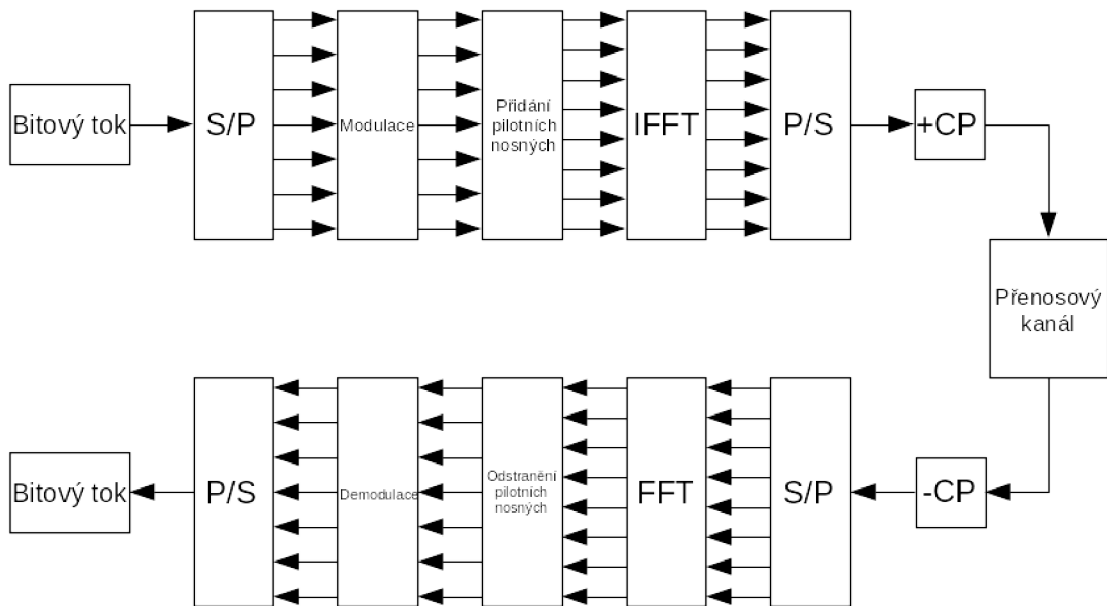 Bitový tok
S/P
Modulace
Přidání
pilotních
nosných
IFFT
P/S
+CP
Přenosový
kanál
Bitový tok
P/S
Demodulace
Odstranění
pilotních
nosných
FFT
S/P
-CP